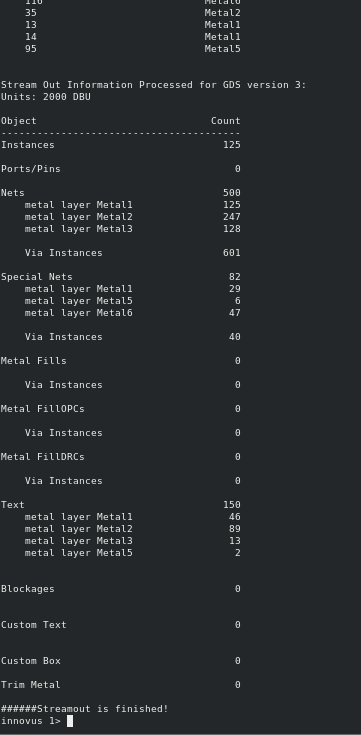 116 Metal6
35 Metal2
13 Metal1
14 Metal1
95 Metal5
Stream Out Information Processed for GDS version 3:
Units: 2000 DBU
Object Count
----------------------------------------
Instances 125
Ports/Pins 0
Nets 500
metal layer Metal1 125
metal layer Metal2 247
metal layer Metal3 128
Via Instances 601
Special Nets 82
metal layer Metal1 29
metal layer Metal5 6
metal layer Metal6 47
Via Instances 40
Metal Fills 0
Via Instances 0
Metal FillOPCs 0
Via Instances 0
Metal FillDRCs 0
Via Instances 0
Text 150
metal layer Metal1 46
metal layer Metal2 89
metal layer Metal3 13
metal layer Metal5 2
Blockages 0
Custom Text 0
Custom Box 0
Trim Metal 0
######Streamout is finished!
innovus 1>